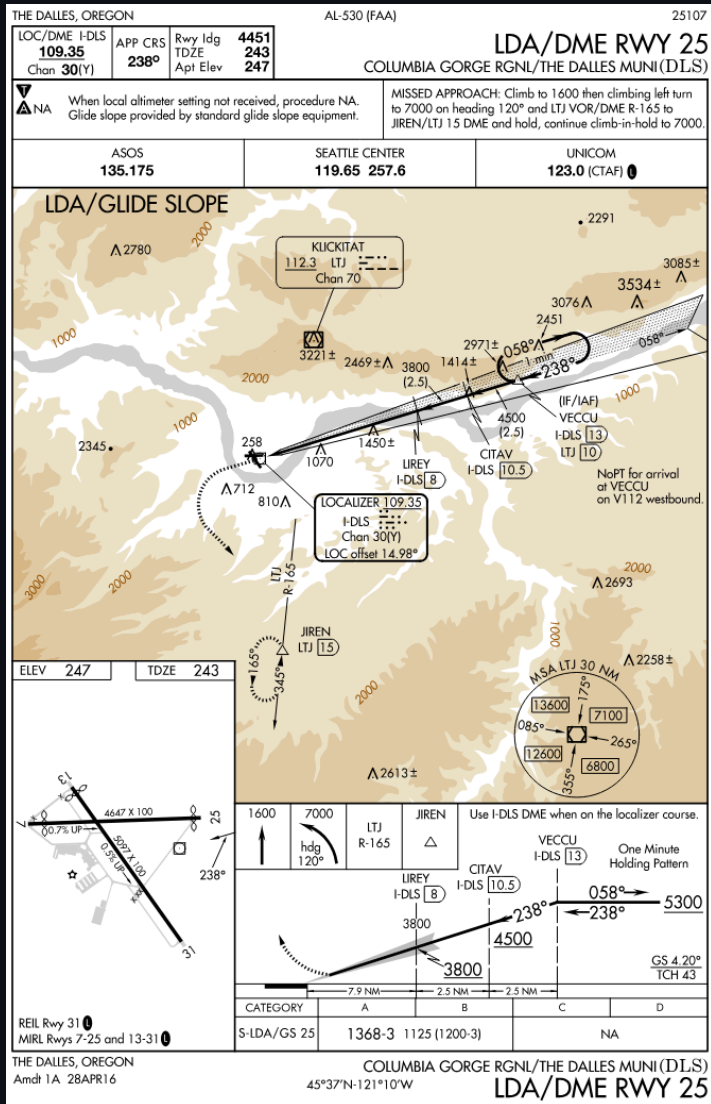 THE DALLES, OREGON
AL-530 (FAA)
25107
LOC/DME I-DLS
109.35
Chan 30(Y)
APP CRS
238°
Rwy ldg 4451
TDZE 243
Apt Elev 247
LDA/DME RWY 25
COLUMBIA GORGE RGNL/THE DALLES MUNI (DLS)
T
A NA
When local altimeter setting not received, procedure NA.
Glide slope provided by standard glide slope equipment.
MISSED APPROACH: Climb to 1600 then climbing left turn
to 7000 on heading 120° and LTJ VOR/DME R-165 to
JIREN/LTJ 15 DME and hold, continue climb-in-hold to 7000.
ASOS
135.175
SEATTLE CENTER
119.65 257.6
UNICOM
123.0 (CTAF) L
LDA/GLIDE SLOPE
2000
2291
2780
KLICKITAT
112.3 LTJ
Chan 70
3085±
3534±
3076
2451
1000
058°
3221±
2469±
2971±
058°
1 min
238°
1414±
3800
(2.5)
2000
4500
(2.5)
(IF/IAF)
VECCU
I-DLS 13
LTJ 10
1000
1000
2345
258
1070
1450±
LIREY
I-DLS 8
CITAV
I-DLS 10.5
NoPT for arrival
at VECCU
on V112 westbound.
712
810
LOCALIZER 109.35
I-DLS
Chan 30(Y)
LOC offset 14.98°
3000
2000
LTJ
R-165
2000
2693
1000
JIREN
LTJ 15
165°
345°
2000
2258±
MSA LTJ 30 NM
175°
13600
7100
085°
265°
12600
6800
355°
2613±
ELEV 247
TDZE 243
13
4647 X 100
25
7
0.7% UP
5097 X 100
0.5% UP
238°
31
REIL Rwy 31 L
MIRL Rwys 7-25 and 13-31 L
1600
7000
hdg
120°
LTJ
R-165
JIREN
Use I-DLS DME when on the localizer course.
LIREY
I-DLS 8
CITAV
I-DLS 10.5
VECCU
I-DLS 13
One Minute
Holding Pattern
3800
238°
058°
238°
5300
4500
3800
GS 4.20°
TCH 43
7.9 NM
2.5 NM
2.5 NM
CATEGORY A B C D
S-LDA/GS 25 1368-3 1125 (1200-3) NA
THE DALLES, OREGON
Amdt 1A 28APR16
45°37'N-121°10'W
COLUMBIA GORGE RGNL/THE DALLES MUNI (DLS)
LDA/DME RWY 25